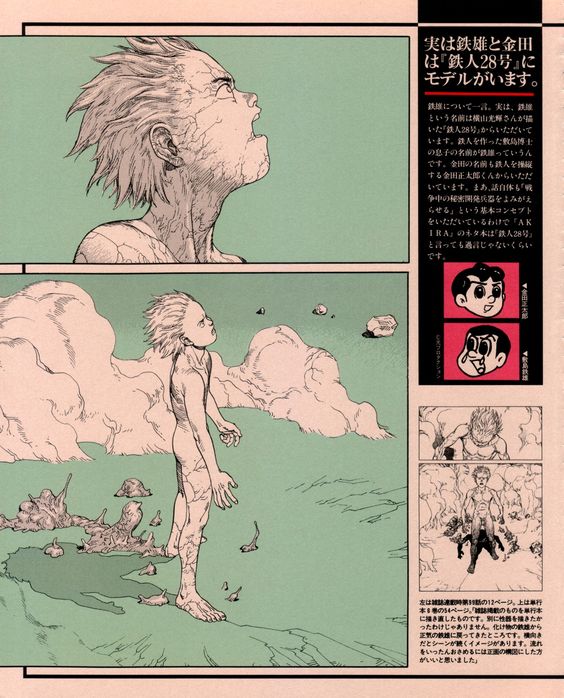 実は鉄雄と金田
は『鉄人28号』に
モデルがいます。
鉄雄について一言。実は、鉄雄
という名前は横山光輝さんが描
いた『鉄人28号』からいただいて
います。鉄人を作った敷島博士
の息子の名前が鉄雄っていうん
です。金田の名前も鉄人を操縦
する金田正太郎くんからいただ
いています。まあ、話自体も「戦
争中の秘密開発兵器をよみがえ
らせる」という基本コンセプト
をいただいているわけで『AK
IRA』のネタ本は『鉄人28号』
と言っても過言じゃないくらい
です。
▲金田正太郎
▲敷島鉄雄
©光プロダクション
左は雑誌連載時第99話の12ページ。上は単行
本6巻の54ページ。「雑誌掲載のものを単行本
に描き直したものです。別に性器を描きたか
ったわけじゃありません。化け物の鉄雄から
正気の鉄雄に戻ってきたところです。横向き
だとシーンが続くイメージがあります。流れ
をいったんおさめるには正面の構図にした方
がいいと思いました」